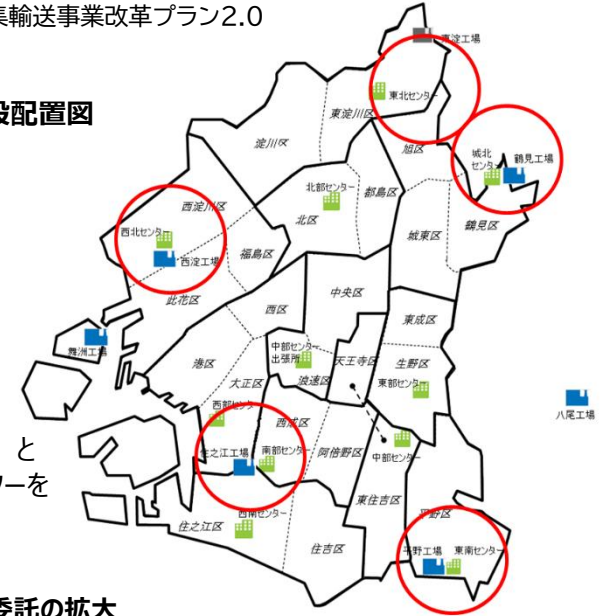 集輸送事業改革プラン2.0
設配置図
東淀工場
東北センター
東淀川区
淀川区
旭区
城北
センター
鶴見工場
北部センター
都島区
西淀川区
北区
鶴見区
西北センター
城東区
福島区
西淀工場
中央区
此花区
西区
東成区
舞洲工場
中部センター
出張所
天王寺区
生野区
港区
大正区
浪速区
東部センター
八尾工場
西部センター
西成区
阿倍野区
中部センター
住之江工場
南部センター
と
ーを
東住吉区
平野区
西南センター
住之江区
住吉区
平野工場
東南センター
委託の拡大